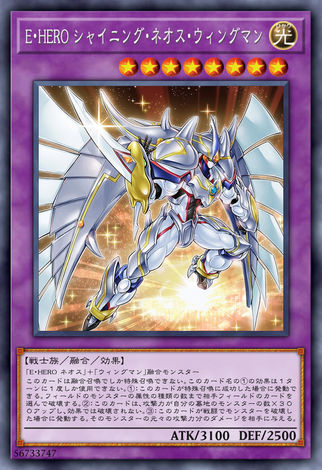 E・HERO シャイニング・ネオス・ウィングマン
光
【戦士族／融合／効果】
「E・HERO ネオス」+「ウィングマン」融合モンスター
このカードは融合召喚でしか特殊召喚できない。このカード名の①の効果は１タ
ーンに１度しか使用できない。①：このカードが特殊召喚に成功した場合に発動で
きる。フィールドのモンスターの属性の種類の数まで相手フィールドのカードを
選んで破壊する。②：このカードは、攻撃力が自分の墓地のモンスターの数×３０
０アップし、効果では破壊されない。③：このカードが戦闘でモンスターを破壊し
た場合に発動する。そのモンスターの元々の攻撃力分のダメージを相手に与える。
ATK/3100 DEF/2500
56733747